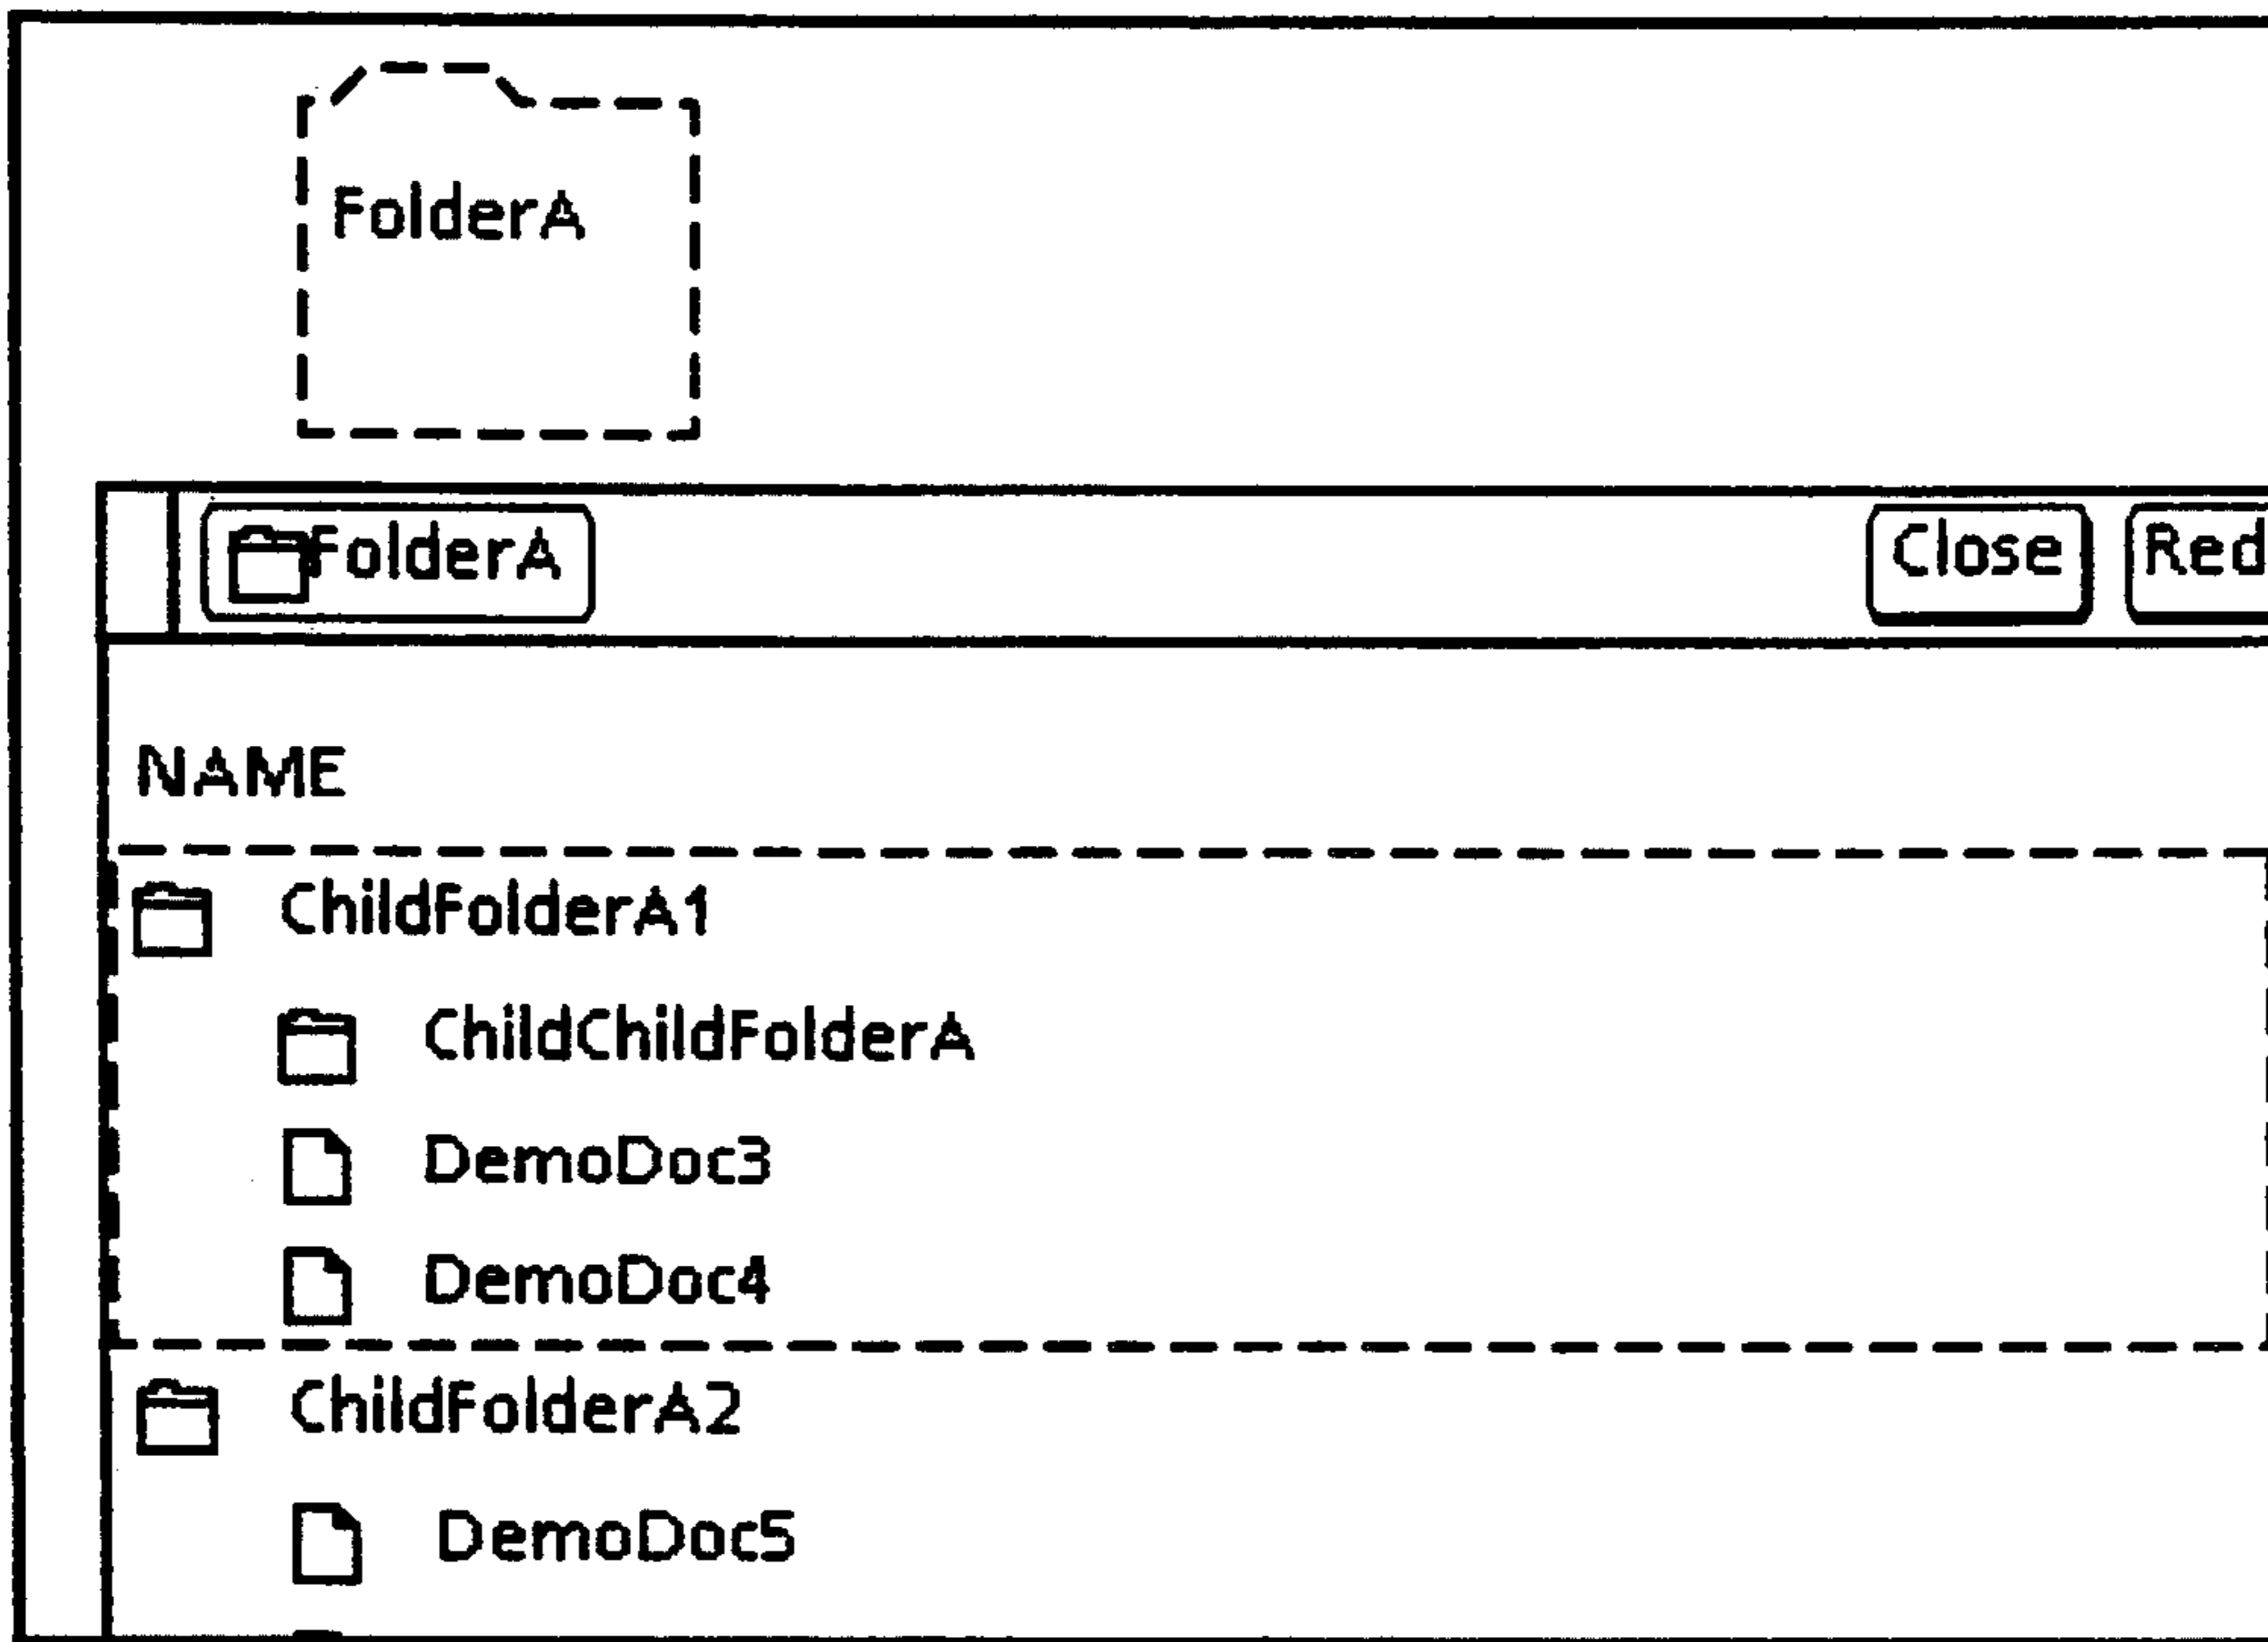 FolderA
FolderA Close Red
NAME
ChildFolderA1
ChildChildFolderA
DemoDoc3
DemoDoc4
ChildFolderA2
DemoDoc5